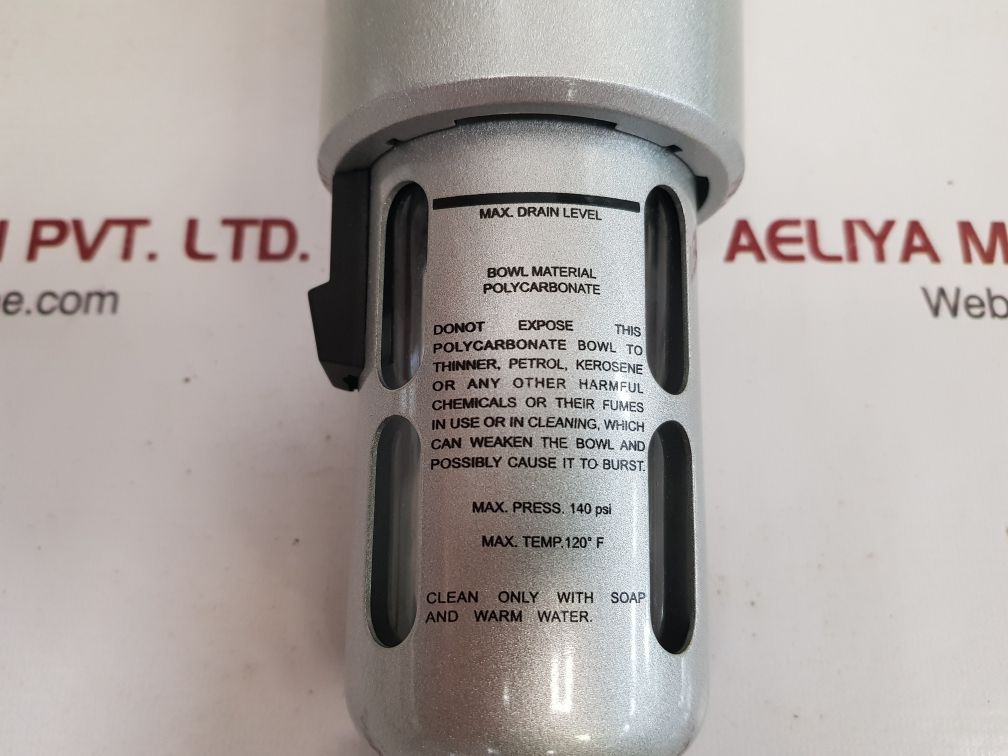 MAX. DRAIN LEVEL
BOWL MATERIAL
POLYCARBONATE
DONOT EXPOSE THIS
POLYCARBONATE BOWL TO
THINNER, PETROL, KEROSENE
OR ANY OTHER HARMFUL
CHEMICALS OR THEIR FUMES
IN USE OR IN CLEANING, WHICH
CAN WEAKEN THE BOWL AND
POSSIBLY CAUSE IT TO BURST.
MAX. PRESS. 140 psi
MAX. TEMP.120° F
CLEAN ONLY WITH SOAP
AND WARM WATER.
PVT. LTD.
e.com
AELIYA M
Web